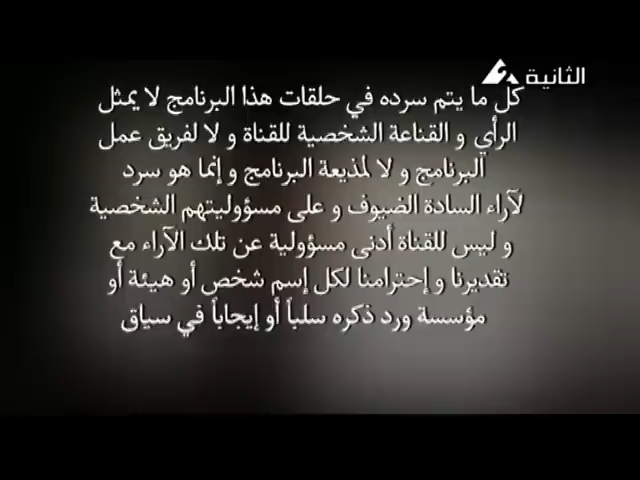 الثانية
كل ما يتم سرده في حلقات هذا البرنامج لا يمثل
الرأي و القناعة الشخصية للقناة و لا لفريق عمل
البرنامج و لا لمذيعة البرنامج و إنما هو سرد
لآراء السادة الضيوف و على مسؤوليتهم الشخصية
و ليس للقناة أدنى مسؤولية عن تلك الآراء مع
تقديرنا و إحترامنا لكل إسم شخص أو هيئة أو
مؤسسة ورد ذكره سلباً أو إيجاباً في سياق